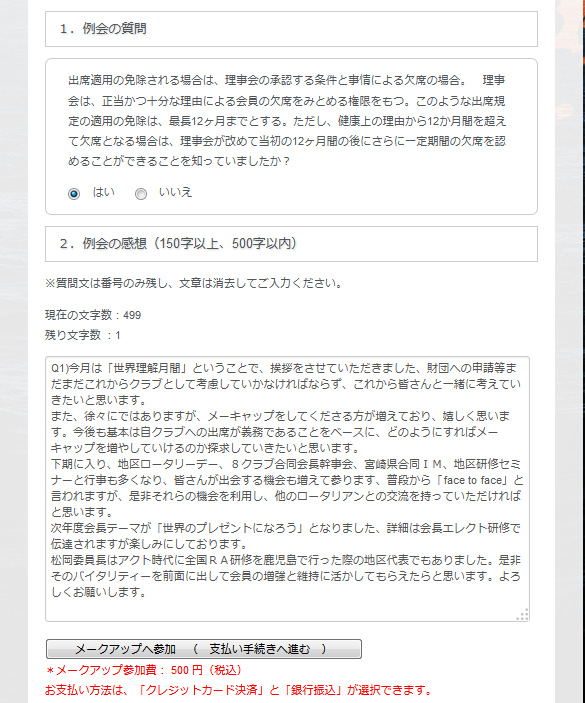 １．例会の質問
出席適用の免除される場合は、理事会の承認する条件と事情による欠席の場合。　理事
会は、正当かつ十分な理由による会員の欠席をみとめる権限をもつ。このような出席規
定の適用の免除は、最長12ヶ月までとする。ただし、健康上の理由から12か月間を超え
て欠席となる場合は、理事会が改めて当初の12ヶ月間の後にさらに一定期間の欠席を認
めることができることを知っていましたか？
はい　いいえ
２．例会の感想（150字以上、500字以内）
※質問文は番号のみ残し、文章は消去してご入力ください。
現在の文字数：499
残り文字数 ：1
Q1)今月は「世界理解月間」ということで、挨拶をさせていただきました、財団への申請等ま
だまだこれからクラブとして考慮していかなければならず、これから皆さんと一緒に考えてい
きたいと思います。
また、徐々にではありますが、メーキャップをしてくださる方が増えており、嬉しく思いま
す。今後も基本は自クラブへの出席が義務であることをベースに、どのようにすればメー
キャップを増やしていけるのか探求していきたいと思います。
下期に入り、地区ロータリーデー、８クラブ合同会長幹事会、宮崎県合同ＩＭ、地区研修セミ
ナーと行事も多くなり、皆さんが出会する機会も増えて参ります、普段から「face to face」と
言われますが、是非それらの機会を利用し、他のロータリアンとの交流を持っていただければ
と思います。
次年度会長テーマが「世界のプレゼントになろう」となりました、詳細は会長エレクト研修で
伝達されますが楽しみにしております。
松岡委員長はアクト時代に全国ＲＡ研修を鹿児島で行った際の地区代表でもありました。是非
そのバイタリティーを前面に出して会員の増強と維持に活かしてもらえたらと思います。よろ
しくお願いします。
メークアップへ参加　（　支払い手続きへ進む　）
＊メークアップ参加費： 500 円（税込）
お支払い方法は、「クレジットカード決済」と「銀行振込」が選択できます。